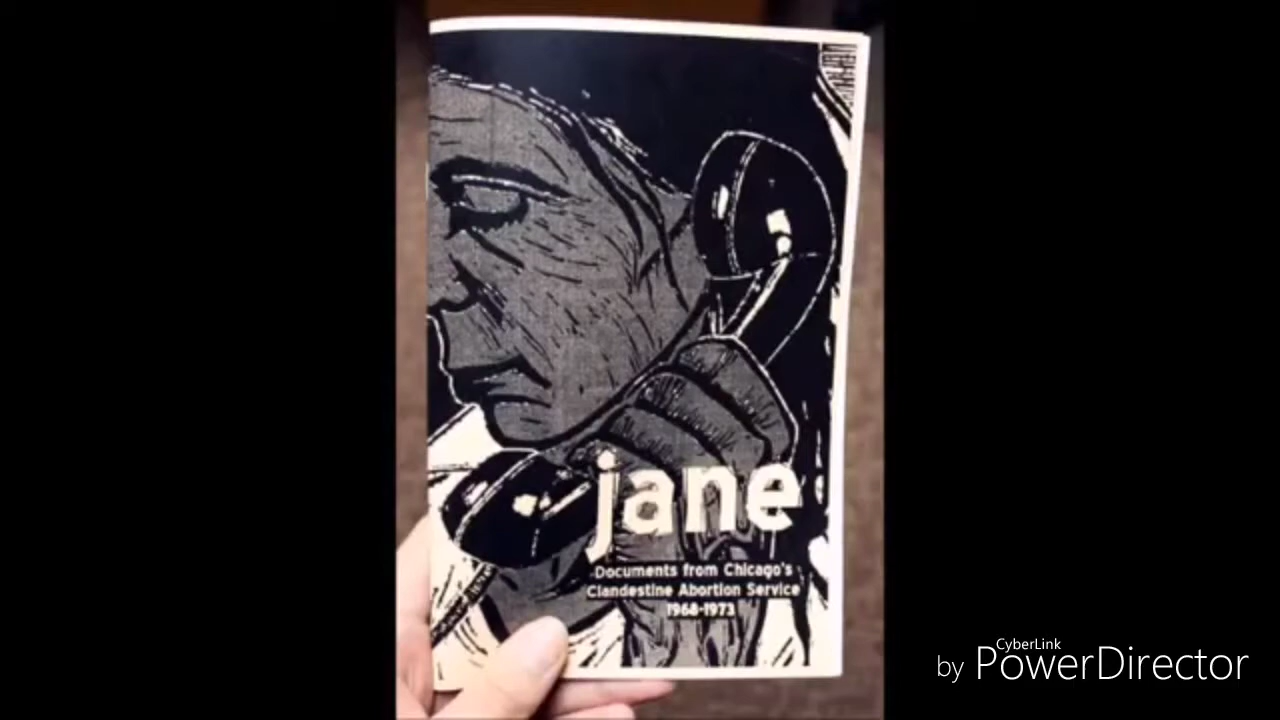 jane
Documents from Chicago's
Clandestine Abortion Service
1968-1973
CyberLink
by PowerDirector